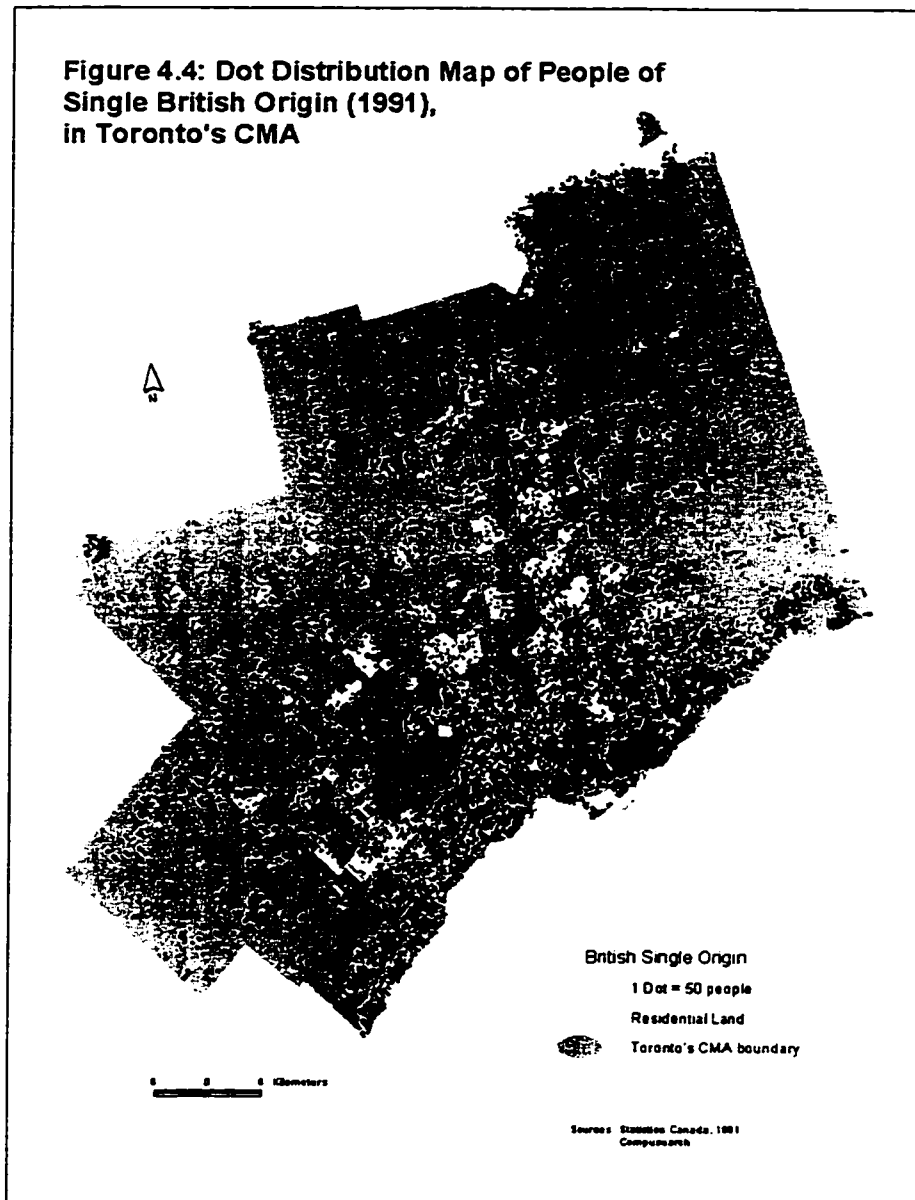 Figure 4.4: Dot Distribution Map of People of
Single British Origin (1991),
in Toronto's CMA
N
British Single Origin
1 Dot = 50 people
Residential Land
Toronto's CMA boundary
Kilometers
Sources: Statistics Canada, 1991
Compusearch